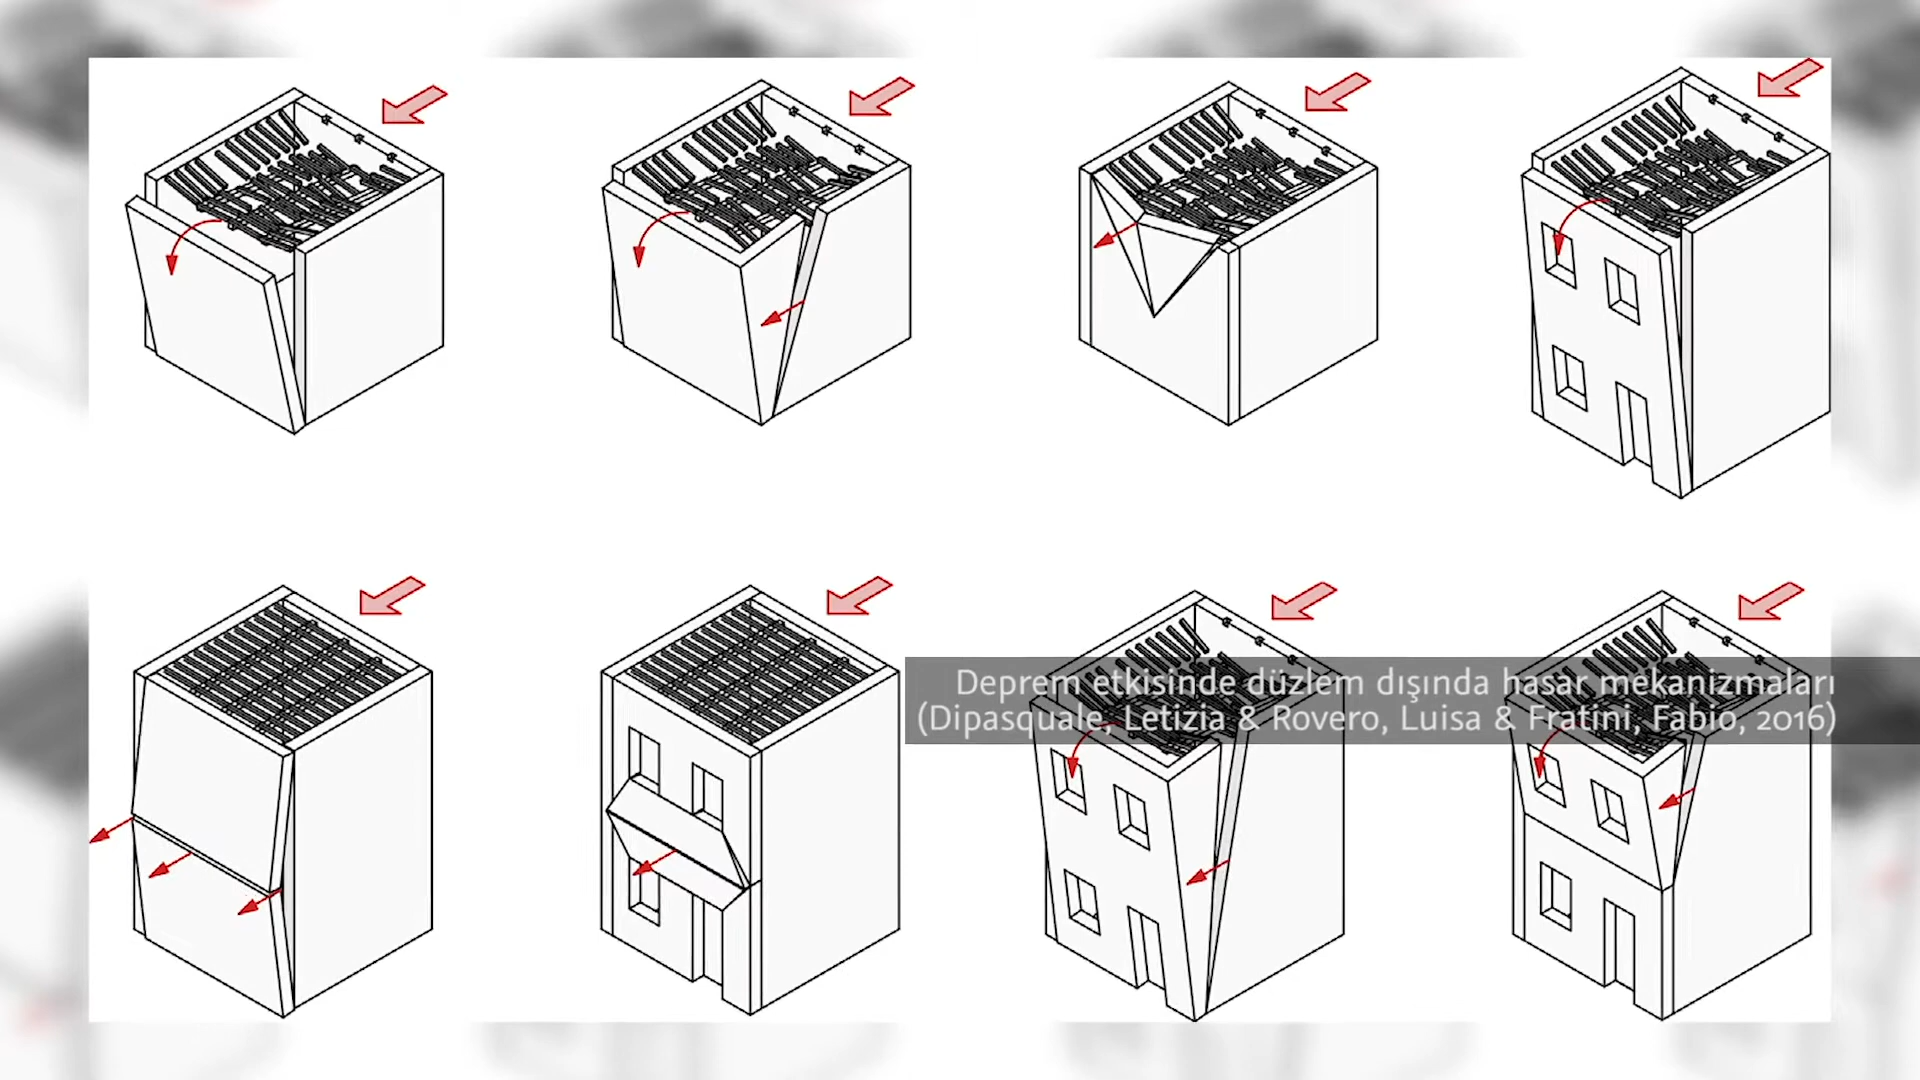 Deprem etkisinde düzlem dışında hasar mekanizmaları
(Dipasquale, Letizia & Rovero, Luisa & Fratini, Fabio, 2016)